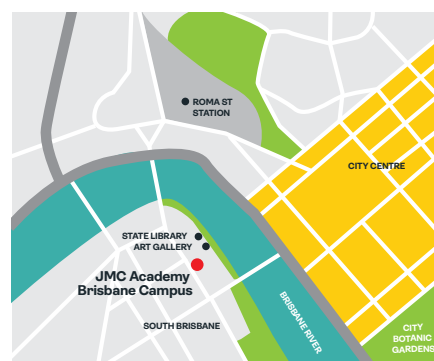 ROMA ST
STATION
CITY CENTRE
STATE LIBRARY
ART GALLERY
JMC Academy
Brisbane Campus
SOUTH BRISBANE
BRISBANE RIVER
CITY
BOTANIC
GARDENS